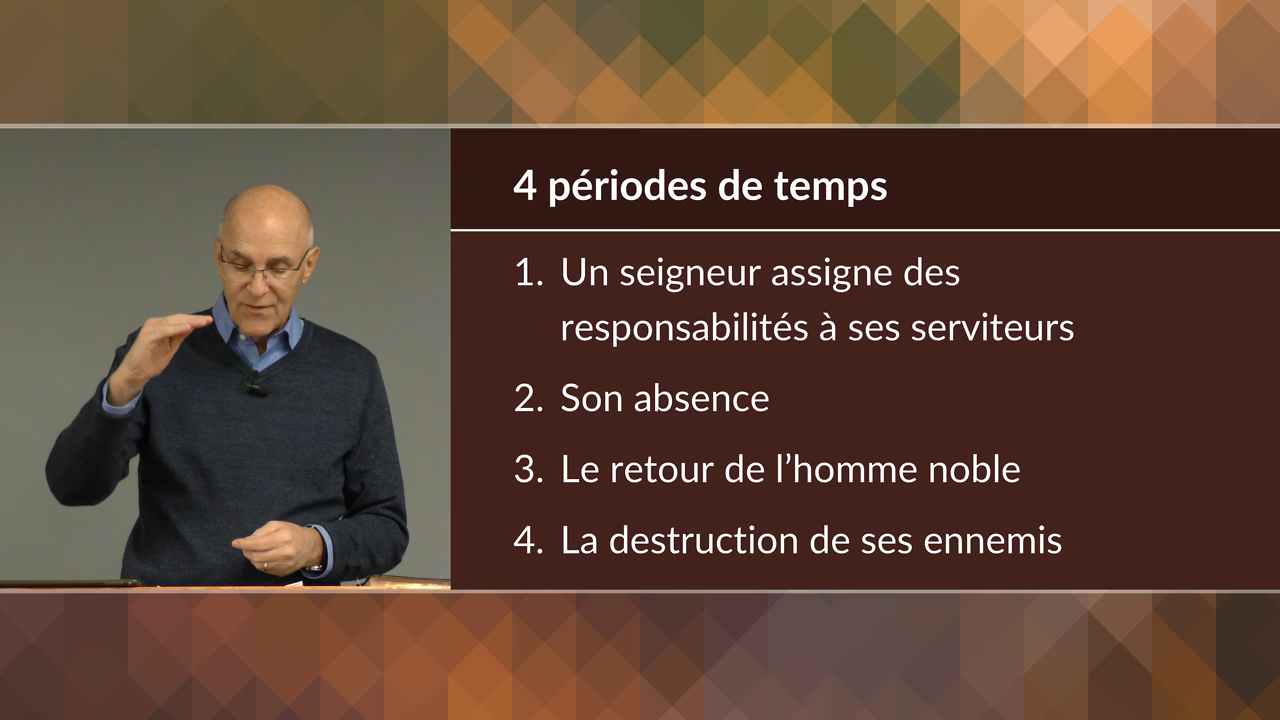 4 périodes de temps
1. Un seigneur assigne des
responsabilités à ses serviteurs
2. Son absence
3. Le retour de l’homme noble
4. La destruction de ses ennemis